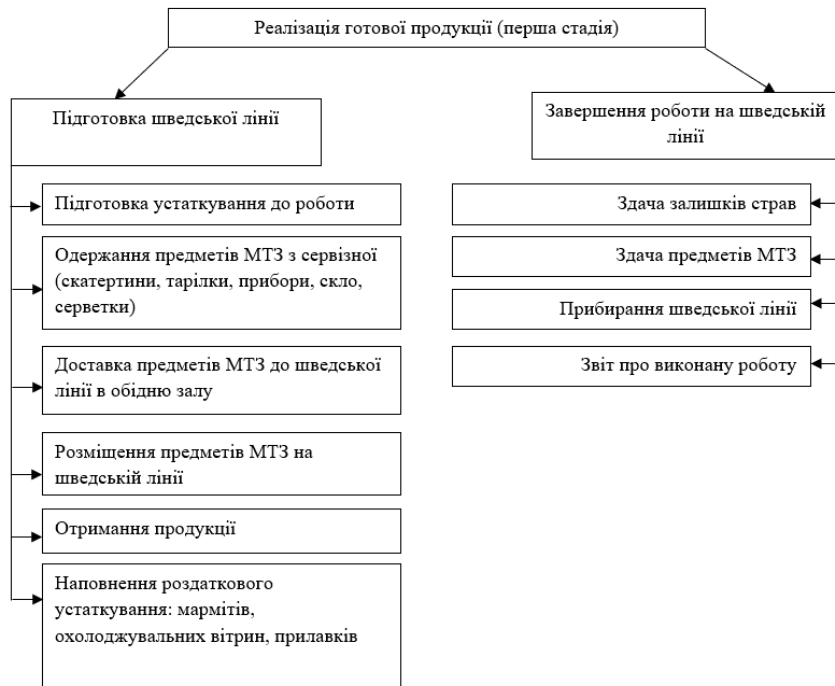 Реалізація готової продукції (перша стадія)
Підготовка шведської лінії
Завершення роботи на шведській
лінії
Підготовка устаткування до роботи
Одержання предметів МТЗ з сервізної
(скатертини, тарілки, прибори, скло,
серветки)
Доставка предметів МТЗ до шведської
лінії в обідню залу
Розміщення предметів МТЗ на
шведській лінії
Отримання продукції
Наповнення роздаткового
устаткування: мармітів,
охолоджувальних вітрин, прилавків
Здача залишків страв
Здача предметів МТЗ
Прибирання шведської лінії
Звіт про виконану роботу